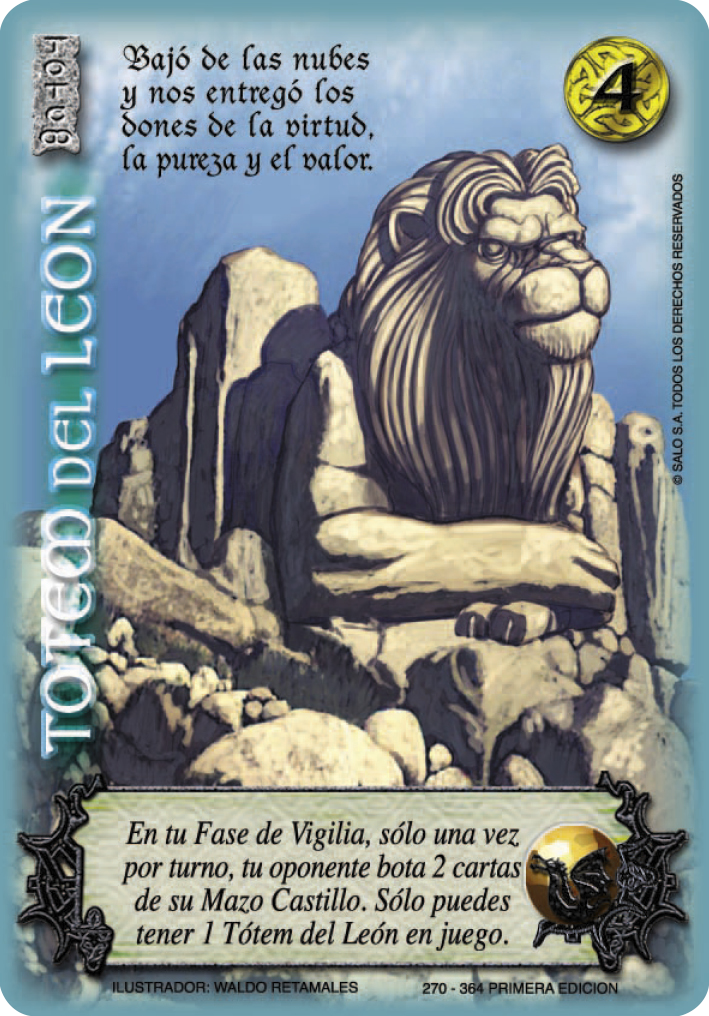 Bajó de las nubes
y nos entregó los
dones de la virtud,
la pureza y el valor.
4
TOTEM DEL LEON
© SALO S.A. TODOS LOS DERECHOS RESERVADOS
En tu Fase de Vigilia, sólo una vez
por turno, tu oponente bota 2 cartas
de su Mazo Castillo. Sólo puedes
tener 1 Tótem del León en juego.
ILUSTRADOR: WALDO RETAMALES
270 - 364 PRIMERA EDICION